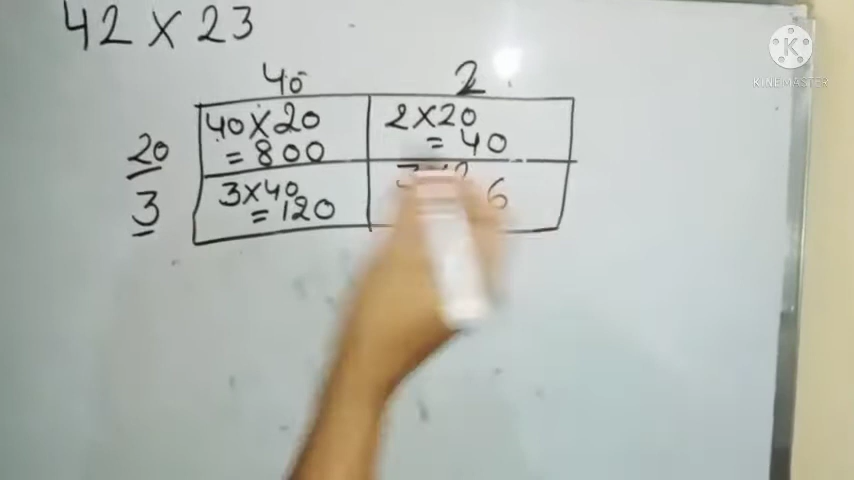 42 X 23
40 2
20
3
40X20
= 800
2X20
= 40
3X40
= 120
6
KINEMASTER